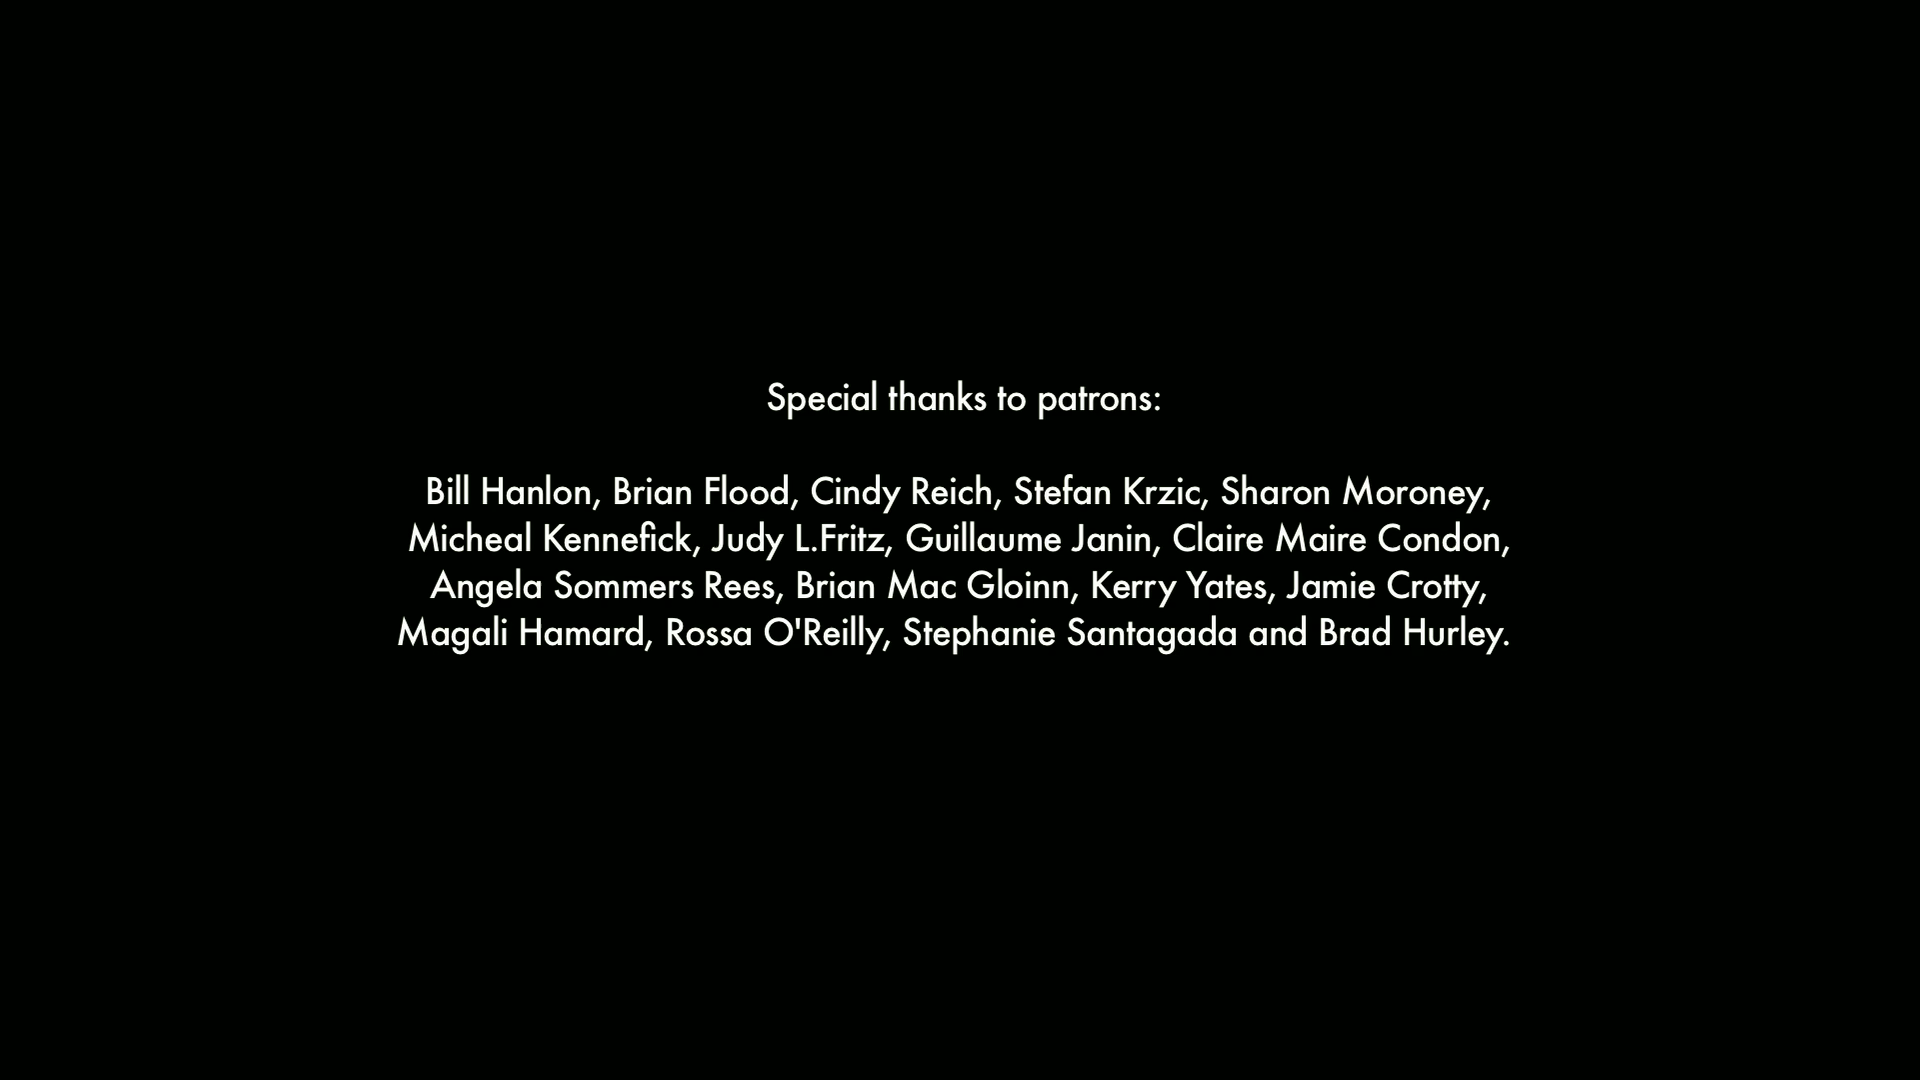 Special thanks to patrons:
Bill Hanlon, Brian Flood, Cindy Reich, Stefan Krzic, Sharon Moroney,
Micheal Kennefick, Judy L.Fritz, Guillaume Janin, Claire Maire Condon,
Angela Sommers Rees, Brian Mac Gloinn, Kerry Yates, Jamie Crotty,
Magali Hamard, Rossa O'Reilly, Stephanie Santagada and Brad Hurley.